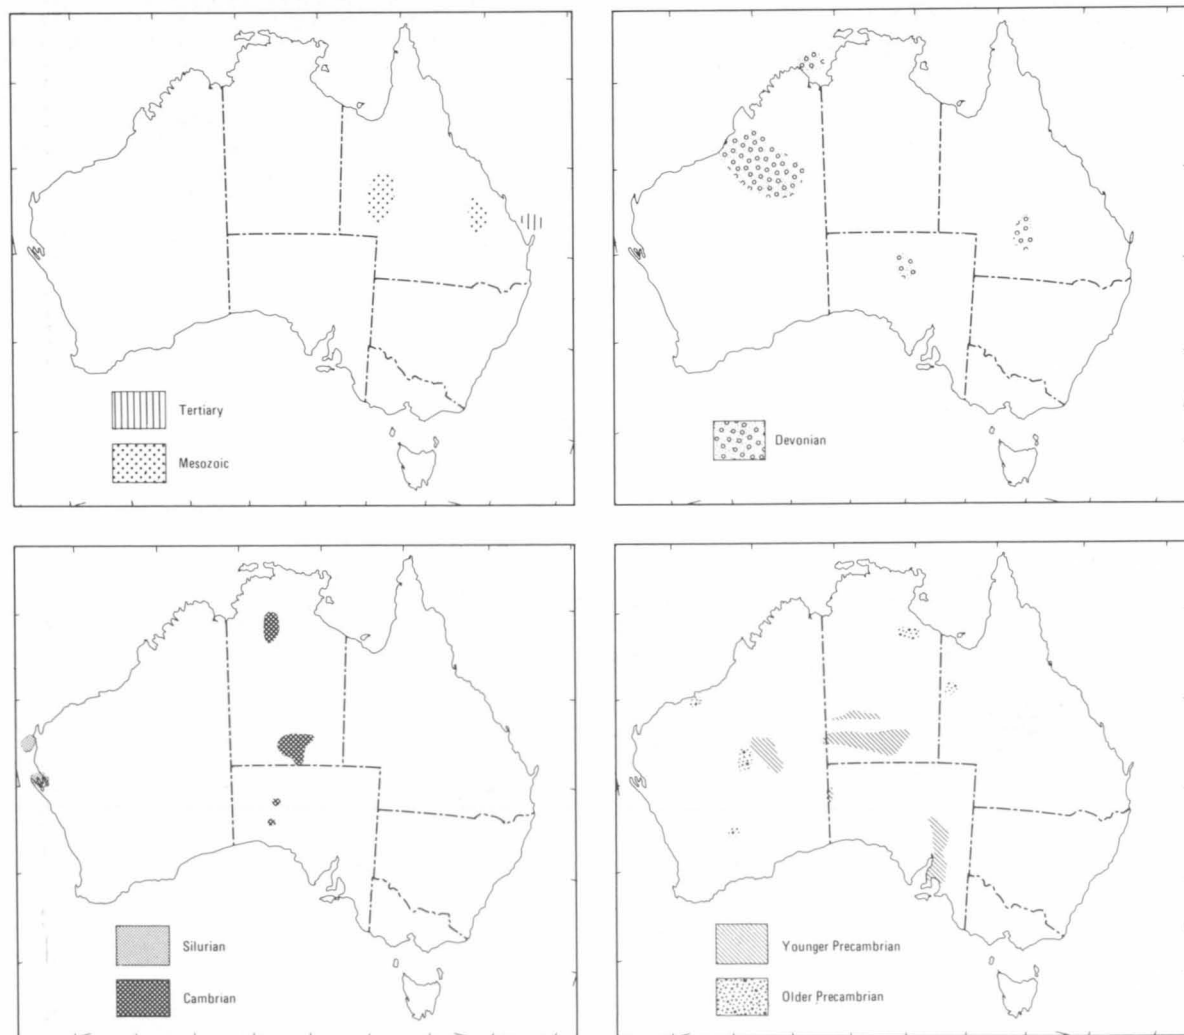 Tertiary
Mesozoic
Devonian
Silurian
Cambrian
Younger Precambrian
Older Precambrian